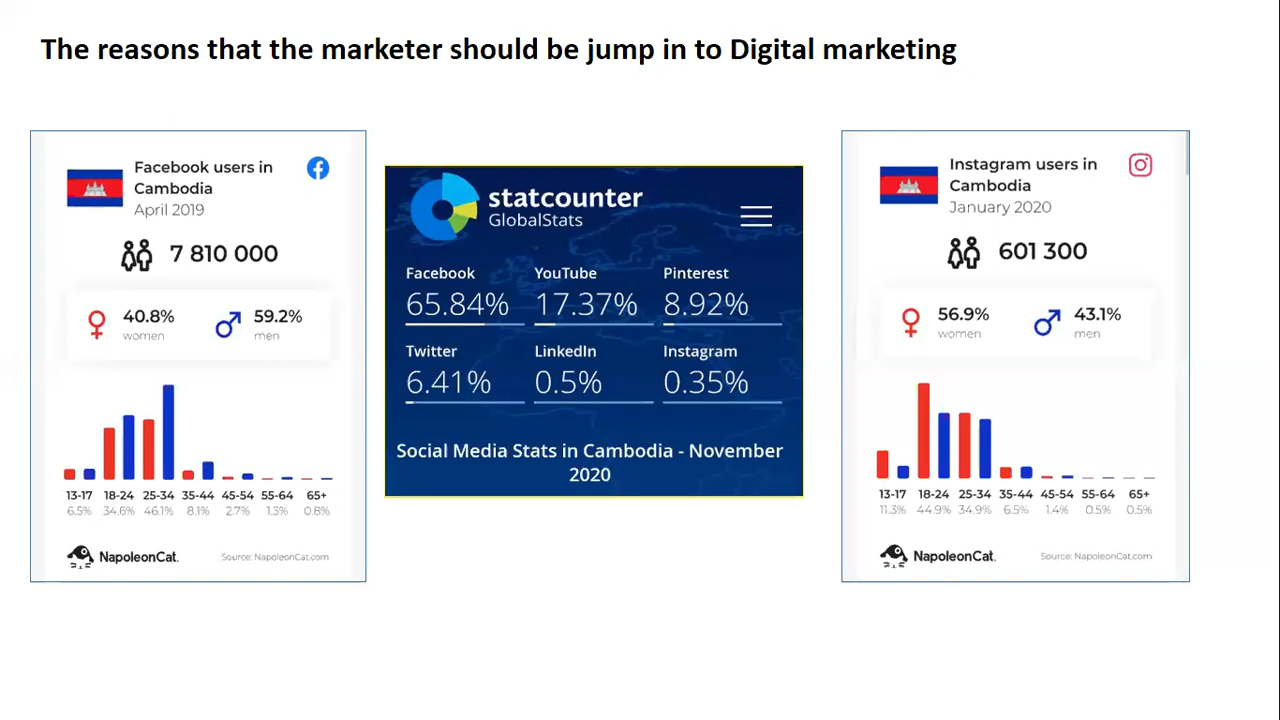 The reasons that the marketer should be jump in to Digital marketing
Facebook users in
Cambodia
April 2019
7 810 000
40.8%
women
59.2%
men
13-17 18-24 25-34 35-44 45-54 55-64 65+
6.5% 34.6% 46.1% 8.1% 2.7% 1.3% 0.8%
NapoleonCat.
Source: NapoleonCat.com
statcounter
GlobalStats
Facebook YouTube Pinterest
65.84% 17.37% 8.92%
Twitter LinkedIn Instagram
6.41% 0.5% 0.35%
Social Media Stats in Cambodia - November
2020
Instagram users in
Cambodia
January 2020
601 300
56.9%
women
43.1%
men
13-17 18-24 25-34 35-44 45-54 55-64 65+
11.3% 44.9% 34.9% 6.5% 1.4% 0.5% 0.5%
NapoleonCat.
Source: NapoleonCat.com